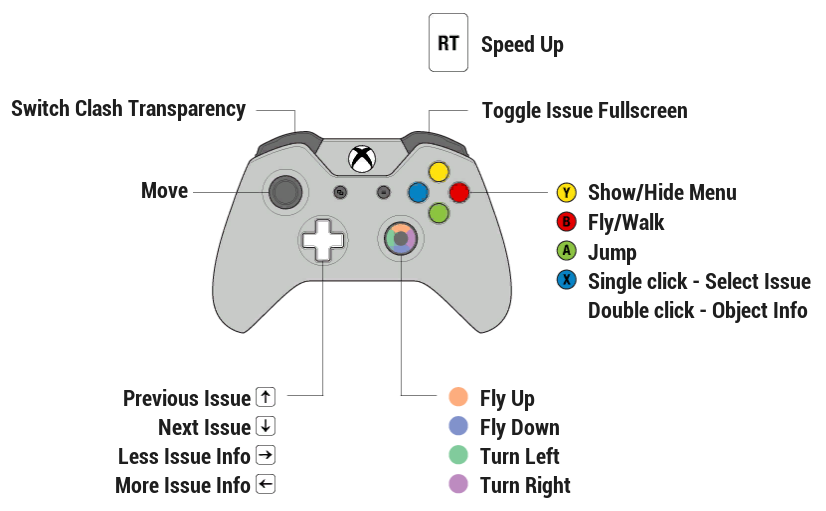 RT Speed Up
Switch Clash Transparency
Toggle Issue Fullscreen
Move
Y Show/Hide Menu
B Fly/Walk
A Jump
X Single click - Select Issue
Double click - Object Info
Previous Issue ↑
Next Issue ↓
Less Issue Info →
More Issue Info ←
Fly Up
Fly Down
Turn Left
Turn Right